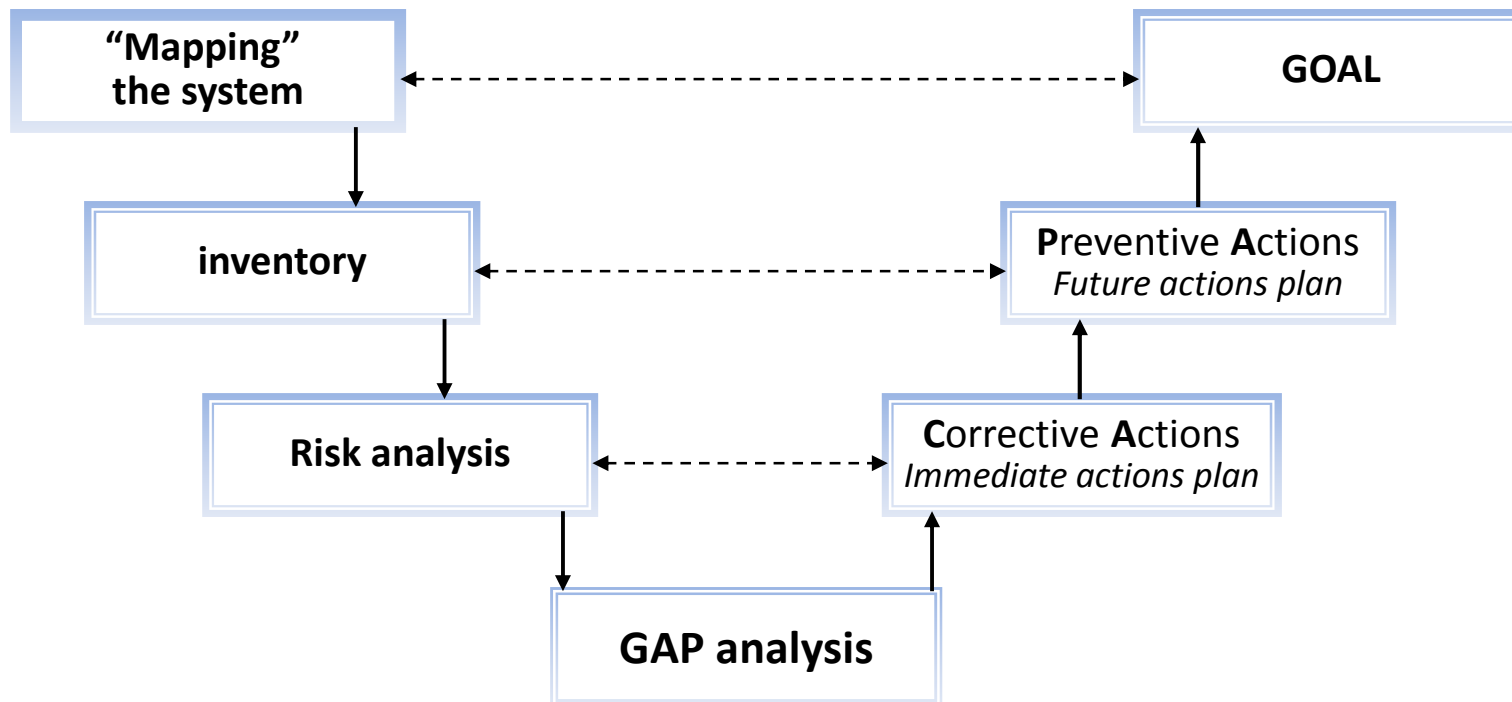 “Mapping”
the system
GOAL
inventory
Preventive Actions
Future actions plan
Risk analysis
Corrective Actions
Immediate actions plan
GAP analysis